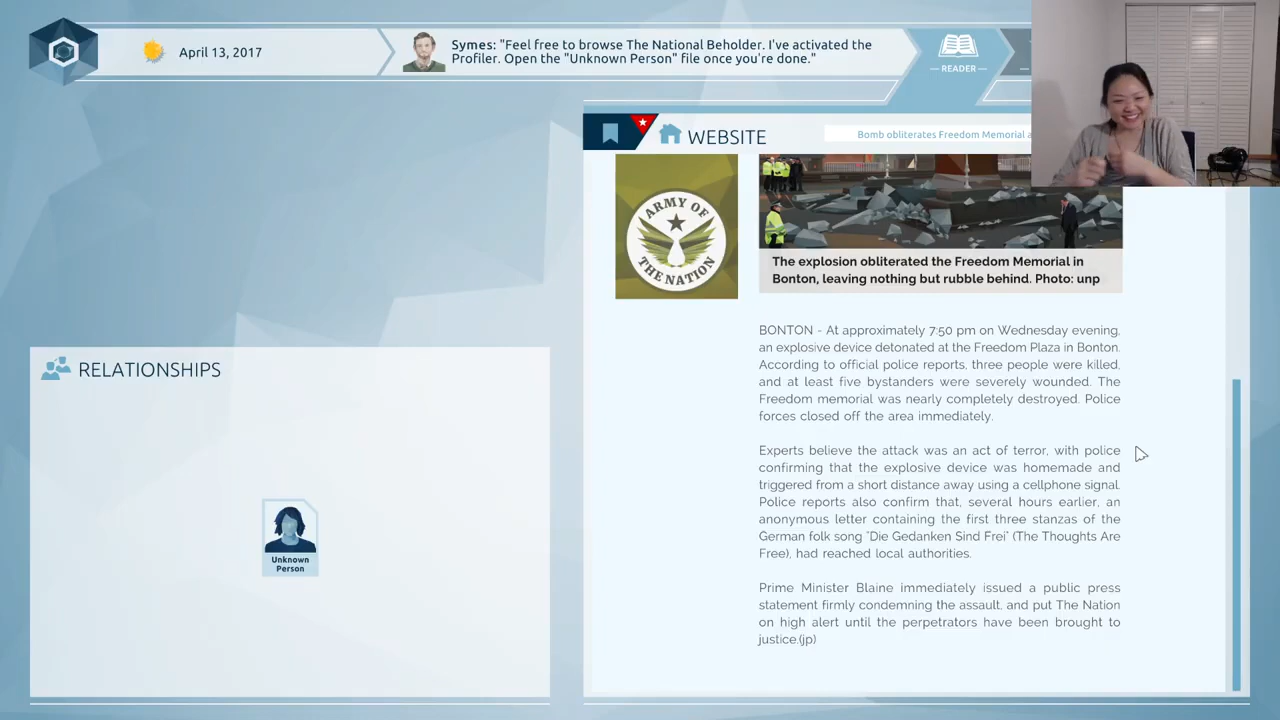 April 13, 2017
Symes: "Feel free to browse The National Beholder. I've activated the
Profiler. Open the "Unknown Person" file once you're done."
READER
WEBSITE
Bomb obliterates Freedom Memorial a
ARMY OF
THE NATION
The explosion obliterated the Freedom Memorial in
Bonton, leaving nothing but rubble behind. Photo: unp
BONTON - At approximately 7:50 pm on Wednesday evening,
an explosive device detonated at the Freedom Plaza in Bonton.
According to official police reports, three people were killed,
and at least five bystanders were severely wounded. The
Freedom memorial was nearly completely destroyed. Police
forces closed off the area immediately.
Experts believe the attack was an act of terror, with police
confirming that the explosive device was homemade and
triggered from a short distance away using a cellphone signal.
Police reports also confirm that, several hours earlier, an
anonymous letter containing the first three stanzas of the
German folk song "Die Gedanken Sind Frei" (The Thoughts Are
Free), had reached local authorities.
Prime Minister Blaine immediately issued a public press
statement firmly condemning the assault, and put The Nation
on high alert until the perpetrators have been brought to
justice.(jp)
RELATIONSHIPS
Unknown
Person